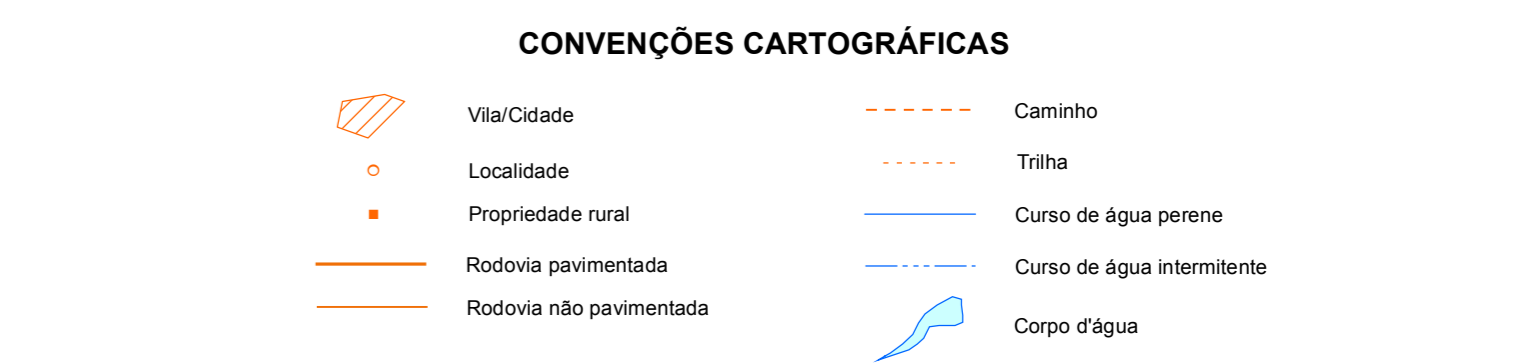 CONVENÇÕES CARTOGRÁFICAS
Vila/Cidade
Localidade
Propriedade rural
Rodovia pavimentada
Rodovia não pavimentada
Caminho
Trilha
Curso de água perene
Curso de água intermitente
Corpo d'água